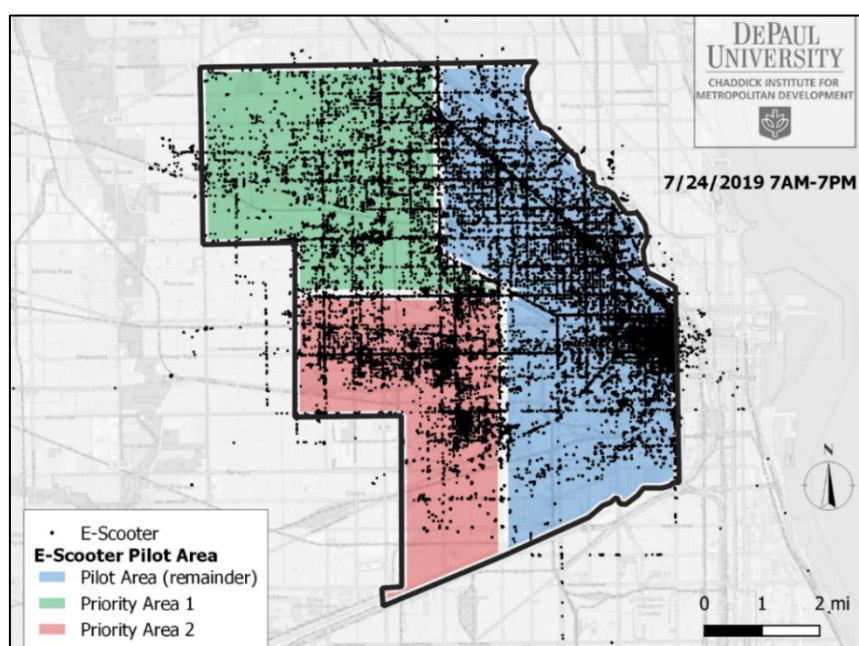 DEPAUL
UNIVERSITY
CHADDICK INSTITUTE FOR
METROPOLITAN DEVELOPMENT
7/24/2019 7AM-7PM
N
E-Scooter
E-Scooter Pilot Area
Pilot Area (remainder)
Priority Area 1
Priority Area 2
0 1 2 mi